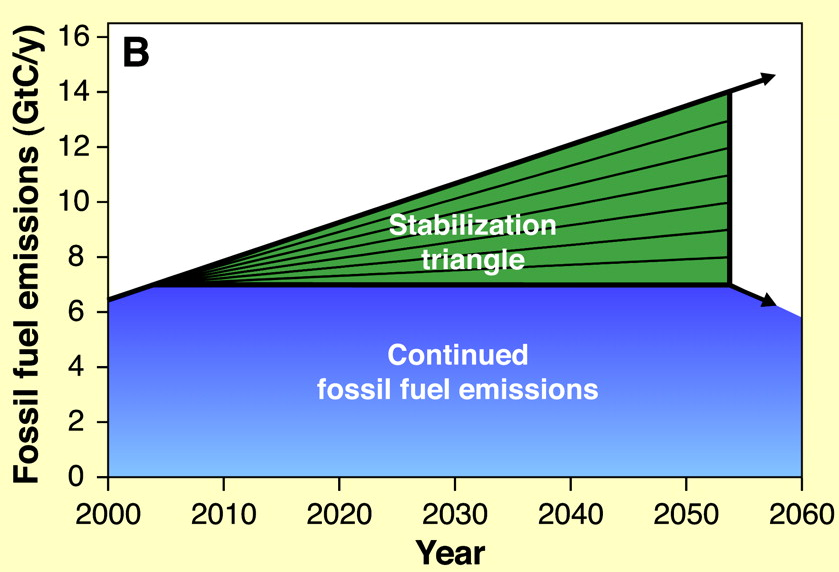 B
Fossil fuel emissions (GtC/y)
16
14
12
10
8
6
4
2
0
Stabilization
triangle
Continued
fossil fuel emissions
2000 2010 2020 2030 2040 2050 2060
Year